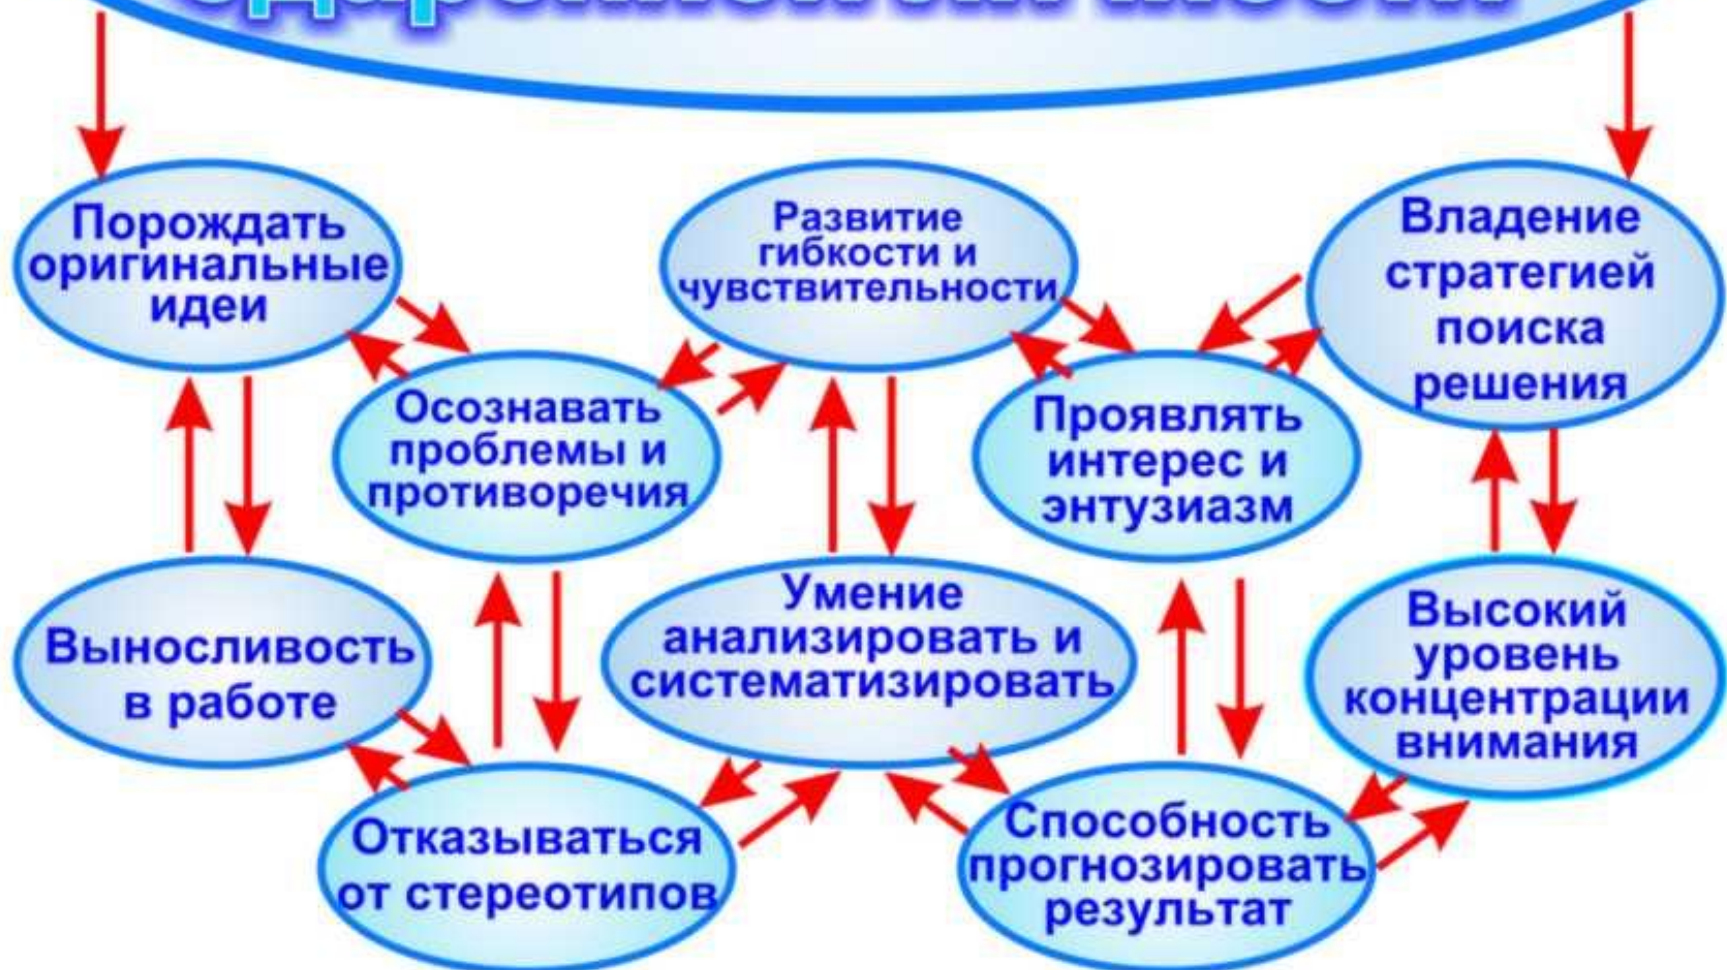 Порождать
оригинальные
идеи
Развитие
гибкости и
чувствительности
Владение
стратегией
поиска
решения
Осознавать
проблемы и
противоречия
Проявлять
интерес и
энтузиазм
Выносливость
в работе
Умение
анализировать и
систематизировать
Высокий
уровень
концентрации
внимания
Отказываться
от стереотипов
Способность
прогнозировать
результат